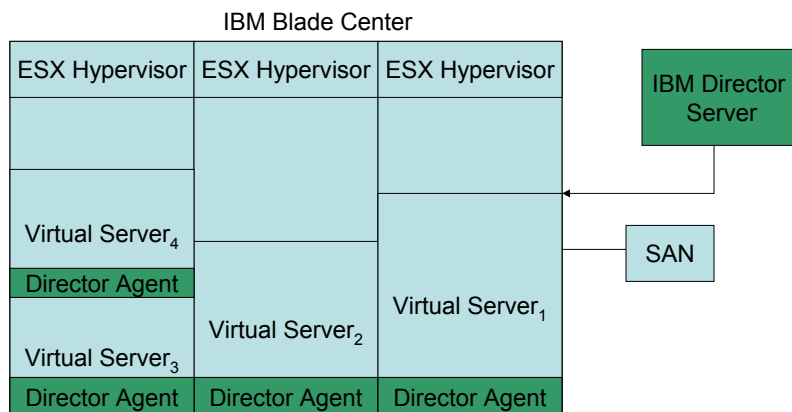 IBM Blade Center
ESX Hypervisor
ESX Hypervisor
ESX Hypervisor
IBM Director
Server
Virtual Server4
SAN
Director Agent
Virtual Server1
Virtual Server2
Virtual Server3
Director Agent
Director Agent
Director Agent